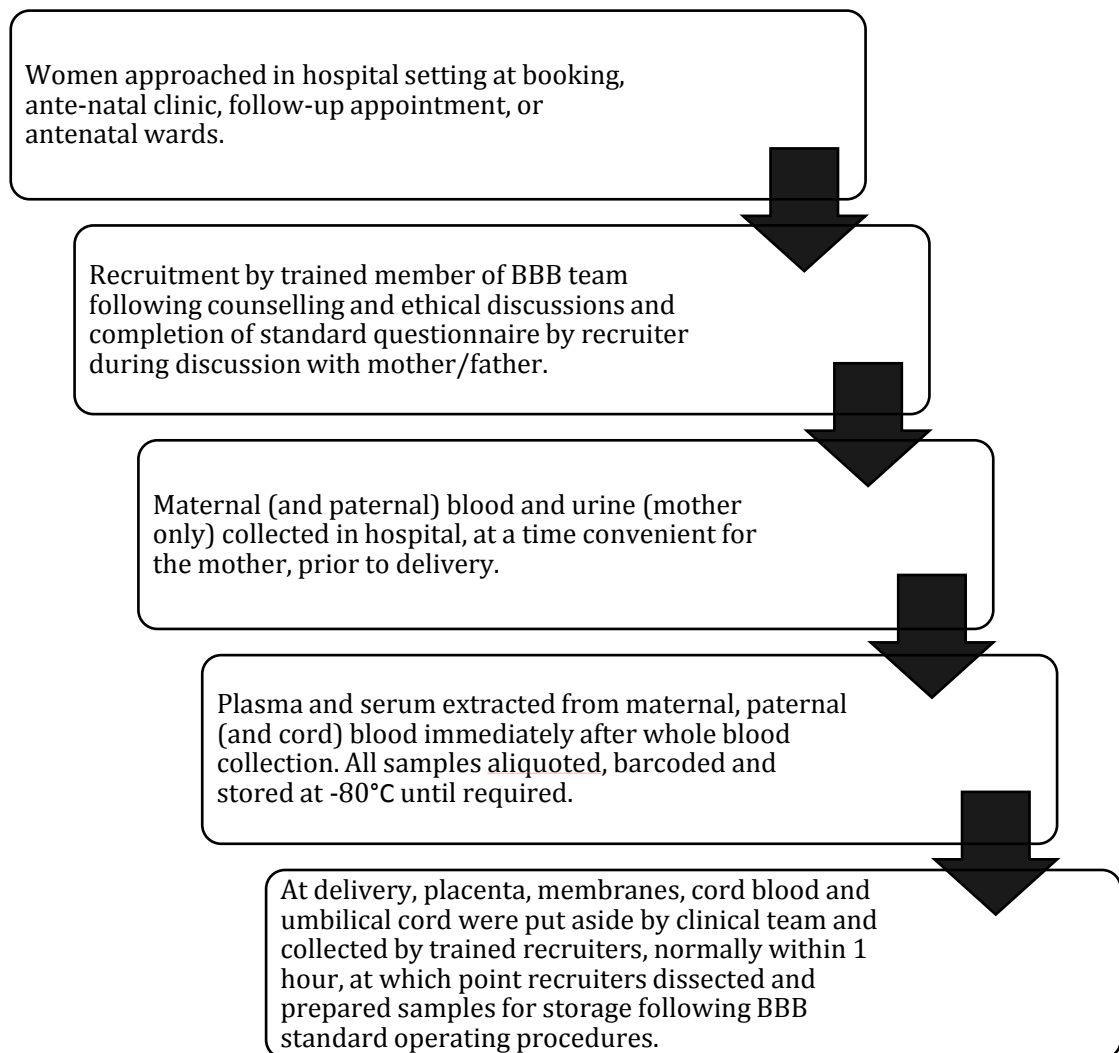 Women approached in hospital setting at booking,
ante-natal clinic, follow-up appointment, or
antenatal wards.
Recruitment by trained member of BBB team
following counselling and ethical discussions and
completion of standard questionnaire by recruiter
during discussion with mother/father.
Maternal (and paternal) blood and urine (mother
only) collected in hospital, at a time convenient for
the mother, prior to delivery.
Plasma and serum extracted from maternal, paternal
(and cord) blood immediately after whole blood
collection. All samples aliquoted, barcoded and
stored at -80°C until required.
At delivery, placenta, membranes, cord blood and
umbilical cord were put aside by clinical team and
collected by trained recruiters, normally within 1
hour, at which point recruiters dissected and
prepared samples for storage following BBB
standard operating procedures.